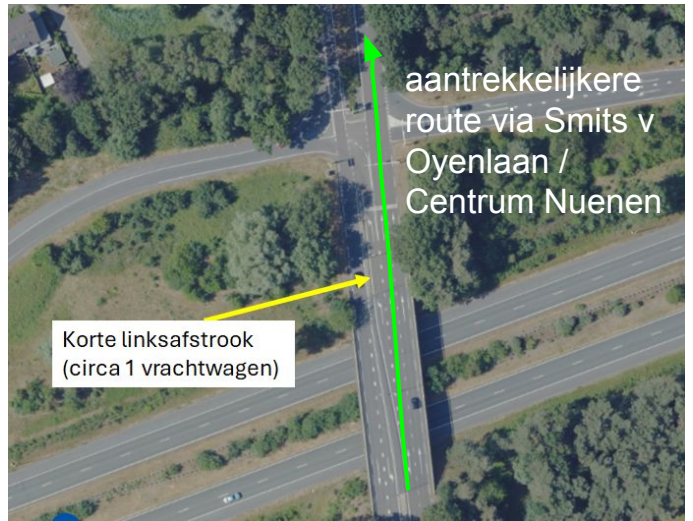 aantrekkelijkere
route via Smits v
Oyenlaan /
Centrum Nuenen
Korte linksafstrook
(circa 1 vrachtwagen)